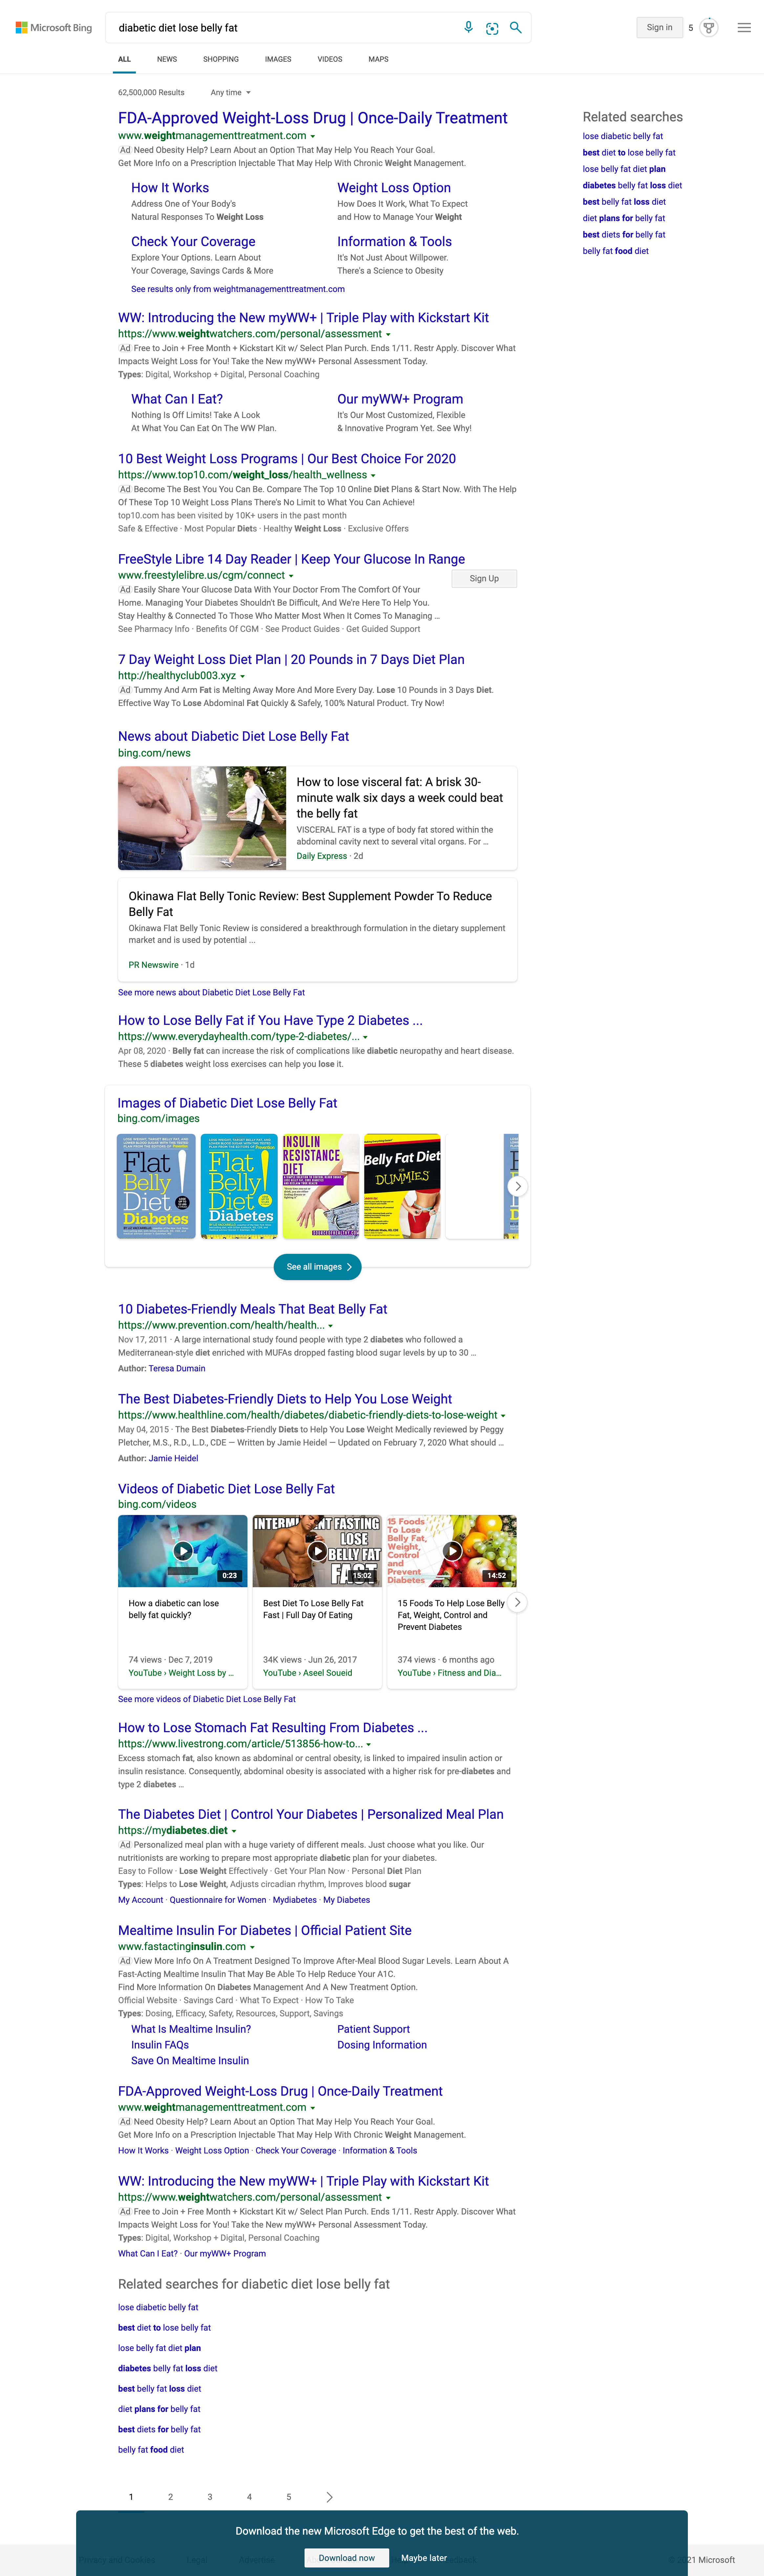 Microsoft Bing
diabetic diet lose belly fat
Sign in
5
ALL
NEWS
SHOPPING
IMAGES
VIDEOS
MAPS
62,500,000 Results
Any time
FDA-Approved Weight-Loss Drug | Once-Daily Treatment
www.weightmanagementtreatment.com
Ad Need Obesity Help? Learn About an Option That May Help You Reach Your Goal.
Get More Info on a Prescription Injectable That May Help With Chronic Weight Management.
How It Works
Address One of Your Body's
Natural Responses To Weight Loss
Weight Loss Option
How Does It Work, What To Expect
and How to Manage Your Weight
Check Your Coverage
Explore Your Options. Learn About
Your Coverage, Savings Cards & More
Information & Tools
It's Not Just About Willpower.
There's a Science to Obesity
See results only from weightmanagementtreatment.com
WW: Introducing the New myWW+ | Triple Play with Kickstart Kit
https://www.weightwatchers.com/personal/assessment
Ad Free to Join + Free Month + Kickstart Kit w/ Select Plan Purch. Ends 1/11. Restr Apply. Discover What
Impacts Weight Loss for You! Take the New myWW+ Personal Assessment Today.
Types: Digital, Workshop + Digital, Personal Coaching
What Can I Eat?
Nothing Is Off Limits! Take A Look
At What You Can Eat On The WW Plan.
Our myWW+ Program
It's Our Most Customized, Flexible
& Innovative Program Yet. See Why!
10 Best Weight Loss Programs | Our Best Choice For 2020
https://www.top10.com/weight_loss/health_wellness
Ad Become The Best You You Can Be. Compare The Top 10 Online Diet Plans & Start Now. With The Help
Of These Top 10 Weight Loss Plans There's No Limit to What You Can Achieve!
top10.com has been visited by 10K+ users in the past month
Safe & Effective · Most Popular Diets · Healthy Weight Loss · Exclusive Offers
FreeStyle Libre 14 Day Reader | Keep Your Glucose In Range
www.freestylelibre.us/cgm/connect
Sign Up
Ad Easily Share Your Glucose Data With Your Doctor From The Comfort Of Your
Home. Managing Your Diabetes Shouldn't Be Difficult, And We're Here To Help You.
Stay Healthy & Connected To Those Who Matter Most When It Comes To Managing ...
See Pharmacy Info · Benefits Of CGM · See Product Guides · Get Guided Support
7 Day Weight Loss Diet Plan | 20 Pounds in 7 Days Diet Plan
http://healthyclub003.xyz
Ad Tummy And Arm Fat is Melting Away More And More Every Day. Lose 10 Pounds in 3 Days Diet.
Effective Way To Lose Abdominal Fat Quickly & Safely, 100% Natural Product. Try Now!
News about Diabetic Diet Lose Belly Fat
bing.com/news
How to lose visceral fat: A brisk 30-
minute walk six days a week could beat
the belly fat
VISCERAL FAT is a type of body fat stored within the
abdominal cavity next to several vital organs. For ...
Daily Express · 2d
Okinawa Flat Belly Tonic Review: Best Supplement Powder To Reduce
Belly Fat
Okinawa Flat Belly Tonic Review is considered a breakthrough formulation in the dietary supplement
market and is used by potential ...
PR Newswire · 1d
See more news about Diabetic Diet Lose Belly Fat
How to Lose Belly Fat if You Have Type 2 Diabetes ...
https://www.everydayhealth.com/type-2-diabetes/...
Apr 08, 2020 · Belly fat can increase the risk of complications like diabetic neuropathy and heart disease.
These 5 diabetes weight loss exercises can help you lose it.
Images of Diabetic Diet Lose Belly Fat
bing.com/images
Flat
Belly
Diet
Diabetes
Flat
Belly
Diet
Diabetes
INSULIN
RESISTANCE
DIET
Belly Fat Diet
FOR
DUMMIES
See all images
10 Diabetes-Friendly Meals That Beat Belly Fat
https://www.prevention.com/health/health...
Nov 17, 2011 · A large international study found people with type 2 diabetes who followed a
Mediterranean-style diet enriched with MUFAs dropped fasting blood sugar levels by up to 30 ...
Author: Teresa Dumain
The Best Diabetes-Friendly Diets to Help You Lose Weight
https://www.healthline.com/health/diabetes/diabetic-friendly-diets-to-lose-weight
May 04, 2015 · The Best Diabetes-Friendly Diets to Help You Lose Weight Medically reviewed by Peggy
Pletcher, M.S., R.D., L.D., CDE — Written by Jamie Heidel — Updated on February 7, 2020 What should ...
Author: Jamie Heidel
Videos of Diabetic Diet Lose Belly Fat
bing.com/videos
0:23
How a diabetic can lose
belly fat quickly?
74 views · Dec 7, 2019
YouTube › Weight Loss by ...
INTERMI NT FASTING
LOSE
BELLY FAT
FAST
15:02
Best Diet To Lose Belly Fat
Fast | Full Day Of Eating
34K views · Jun 26, 2017
YouTube › Aseel Soueid
15 Foods
To Help Lose
Belly Fat,
Weight,
Control and
Prevent
Diabetes
14:52
15 Foods To Help Lose Belly
Fat, Weight, Control and
Prevent Diabetes
374 views · 6 months ago
YouTube › Fitness and Dia...
See more videos of Diabetic Diet Lose Belly Fat
How to Lose Stomach Fat Resulting From Diabetes ...
https://www.livestrong.com/article/513856-how-to...
Excess stomach fat, also known as abdominal or central obesity, is linked to impaired insulin action or
insulin resistance. Consequently, abdominal obesity is associated with a higher risk for pre-diabetes and
type 2 diabetes ...
The Diabetes Diet | Control Your Diabetes | Personalized Meal Plan
https://mydiabetes.diet
Ad Personalized meal plan with a huge variety of different meals. Just choose what you like. Our
nutritionists are working to prepare most appropriate diabetic plan for your diabetes.
Easy to Follow · Lose Weight Effectively · Get Your Plan Now · Personal Diet Plan
Types: Helps to Lose Weight, Adjusts circadian rhythm, Improves blood sugar
My Account · Questionnaire for Women · Mydiabetes · My Diabetes
Mealtime Insulin For Diabetes | Official Patient Site
www.fastactinginsulin.com
Ad View More Info On A Treatment Designed To Improve After-Meal Blood Sugar Levels. Learn About A
Fast-Acting Mealtime Insulin That May Be Able To Help Reduce Your A1C.
Find More Information On Diabetes Management And A New Treatment Option.
Official Website · Savings Card · What To Expect · How To Take
Types: Dosing, Efficacy, Safety, Resources, Support, Savings
What Is Mealtime Insulin?
Patient Support
Insulin FAQs
Dosing Information
Save On Mealtime Insulin
FDA-Approved Weight-Loss Drug | Once-Daily Treatment
www.weightmanagementtreatment.com
Ad Need Obesity Help? Learn About an Option That May Help You Reach Your Goal.
Get More Info on a Prescription Injectable That May Help With Chronic Weight Management.
How It Works · Weight Loss Option · Check Your Coverage · Information & Tools
WW: Introducing the New myWW+ | Triple Play with Kickstart Kit
https://www.weightwatchers.com/personal/assessment
Ad Free to Join + Free Month + Kickstart Kit w/ Select Plan Purch. Ends 1/11. Restr Apply. Discover What
Impacts Weight Loss for You! Take the New myWW+ Personal Assessment Today.
Types: Digital, Workshop + Digital, Personal Coaching
What Can I Eat? · Our myWW+ Program
Related searches for diabetic diet lose belly fat
lose diabetic belly fat
best diet to lose belly fat
lose belly fat diet plan
diabetes belly fat loss diet
best belly fat loss diet
diet plans for belly fat
best diets for belly fat
belly fat food diet
1
2
3
4
5
Related searches
lose diabetic belly fat
best diet to lose belly fat
lose belly fat diet plan
diabetes belly fat loss diet
best belly fat loss diet
diet plans for belly fat
best diets for belly fat
belly fat food diet
Download the new Microsoft Edge to get the best of the web.
Download now
Maybe later
21 Microsoft